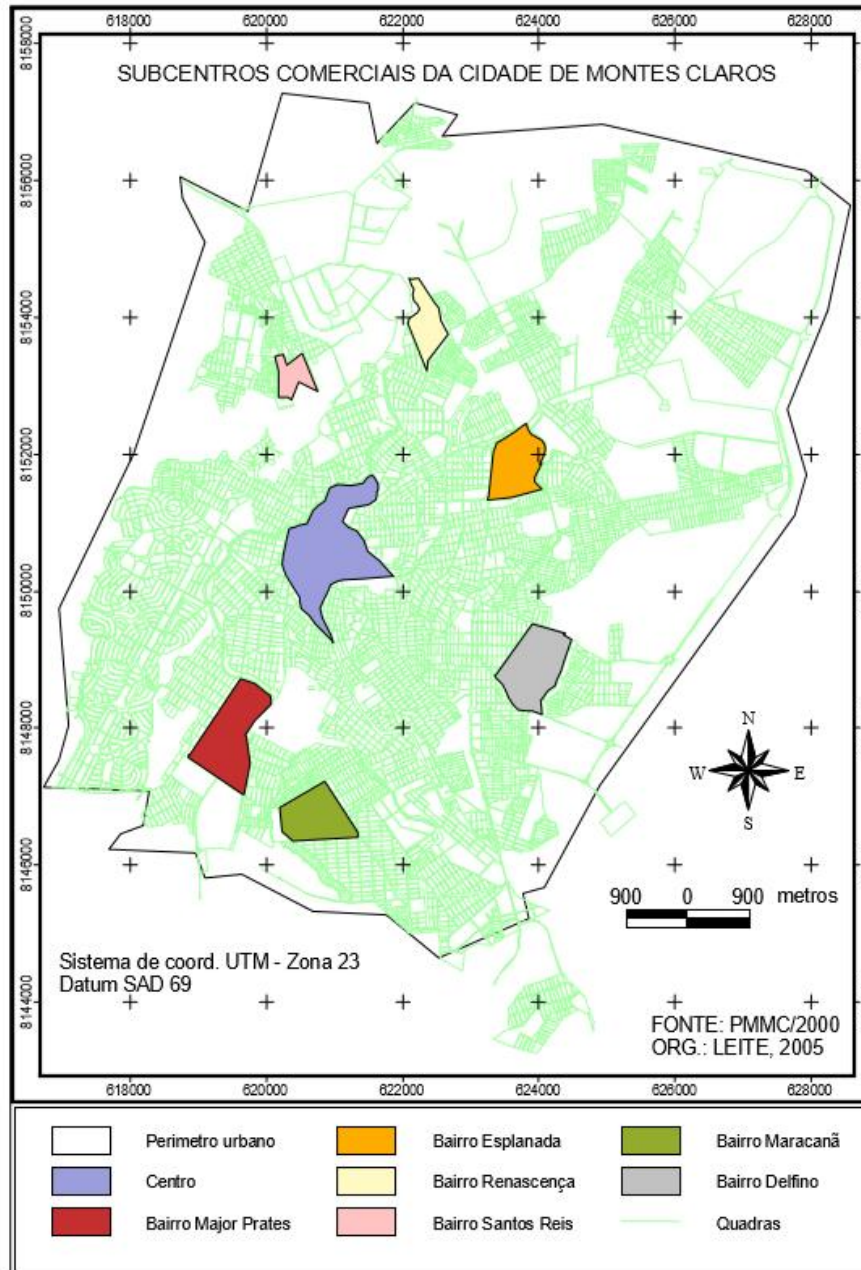 618000 620000 622000 624000 626000 628000
8158000
SUBCENTROS COMERCIAIS DA CIDADE DE MONTES CLAROS
8156000
8154000
8152000
8150000
8148000
N
W E
S
8146000
900 0 900 metros
Sistema de coord. UTM - Zona 23
Datum SAD 69
8144000
FONTE: PMMC/2000
ORG.: LEITE, 2005
618000 620000 622000 624000 626000 628000
Perimetro urbano
Bairro Esplanada
Bairro Maracanã
Centro
Bairro Renascença
Bairro Delfino
Bairro Major Prates
Bairro Santos Reis
Quadras